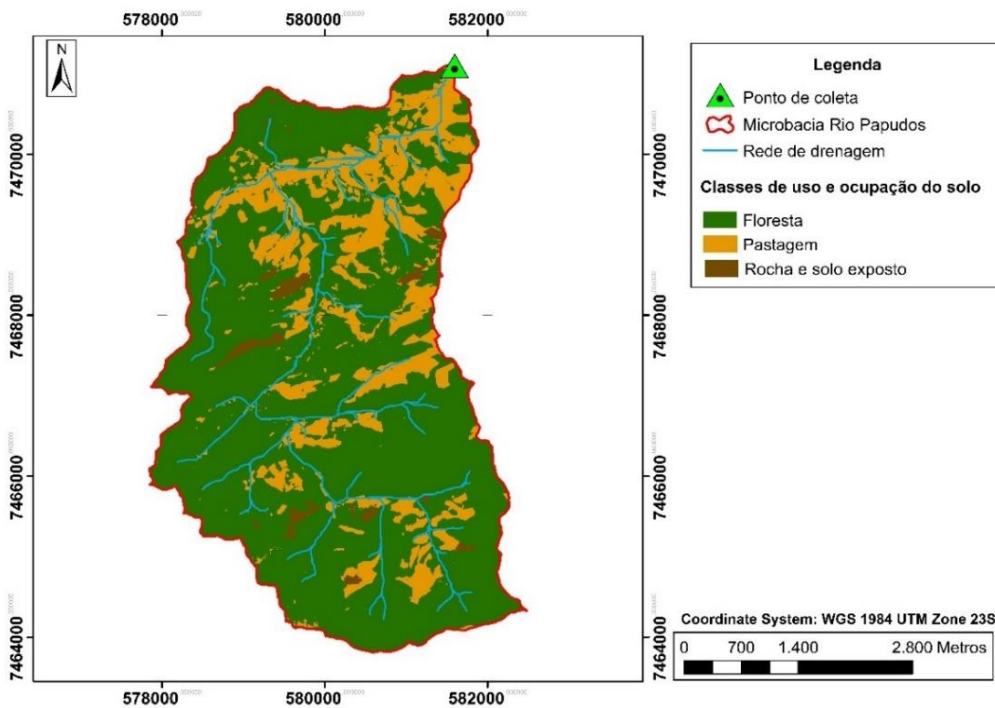 578000
580000
582000
N
7470000
7468000
7466000
7464000
7470000
7468000
7466000
7464000
578000
580000
582000
Legenda
Ponto de coleta
Microbacia Rio Papudos
Rede de drenagem
Classes de uso e ocupação do solo
Floresta
Pastagem
Rocha e solo exposto
Coordinate System: WGS 1984 UTM Zone 23S
0 700 1.400 2.800 Metros